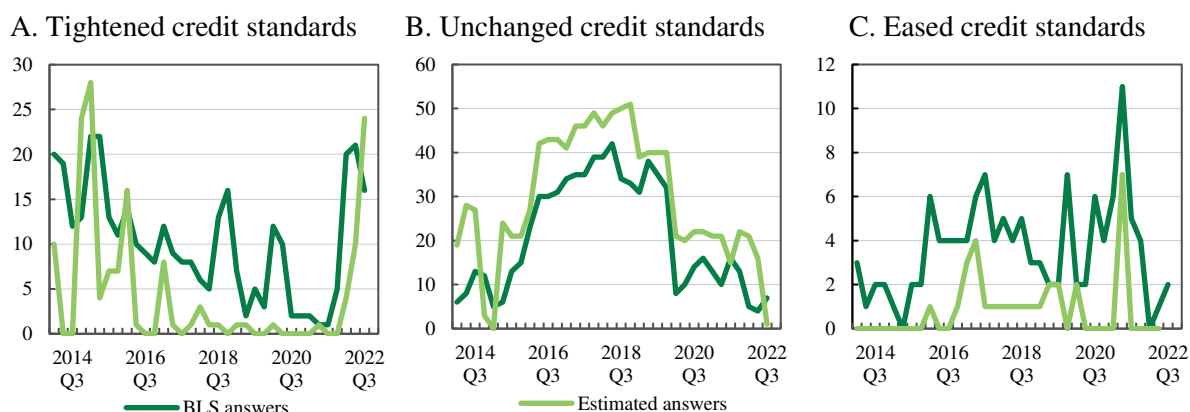 A. Tightened credit standards
B. Unchanged credit standards
C. Eased credit standards
30
25
20
15
10
5
0
2014 2016 2018 2020 2022
Q3 Q3 Q3 Q3 Q3
60
50
40
30
20
10
0
2014 2016 2018 2020 2022
Q3 Q3 Q3 Q3 Q3
12
10
8
6
4
2
0
2014 2016 2018 2020 2022
Q3 Q3 Q3 Q3 Q3
BLS answers
Estimated answers